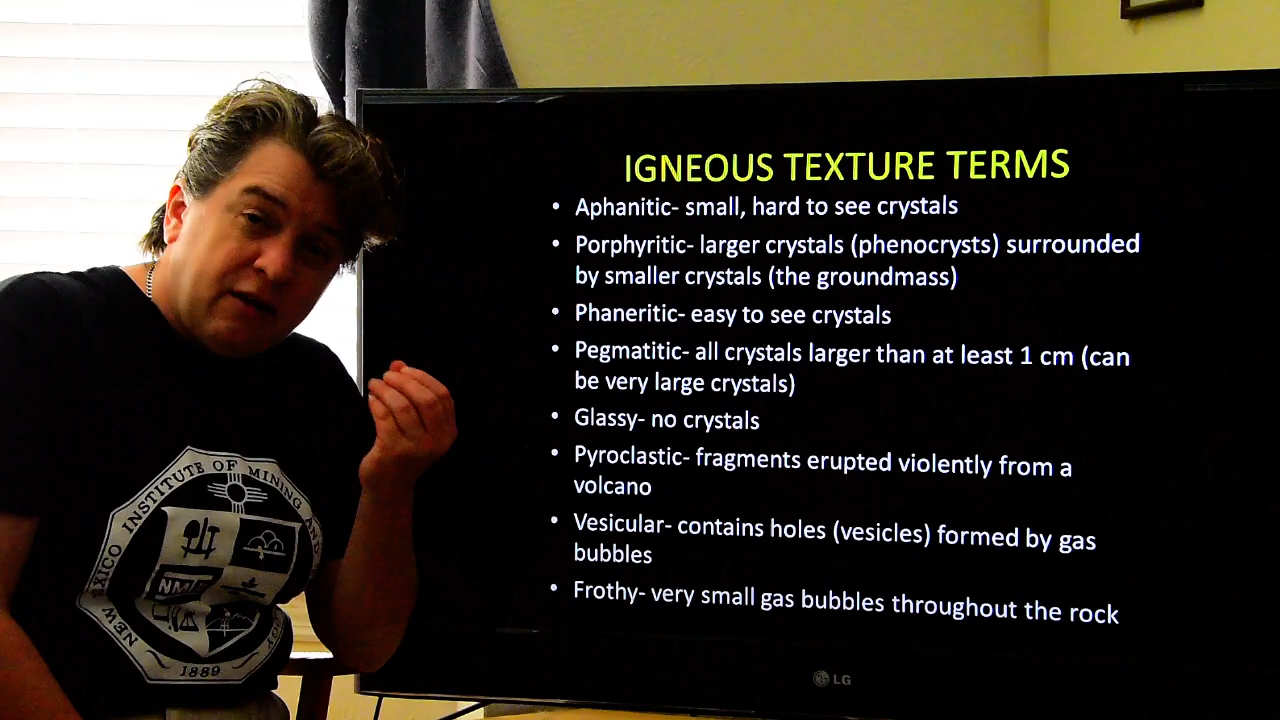 IGNEOUS TEXTURE TERMS
• Aphanitic- small, hard to see crystals
• Porphyritic- larger crystals (phenocrysts) surrounded
by smaller crystals (the groundmass)
• Phaneritic- easy to see crystals
• Pegmatitic- all crystals larger than at least 1 cm (can
be very large crystals)
• Glassy- no crystals
• Pyroclastic- fragments erupted violently from a
volcano
• Vesicular- contains holes (vesicles) formed by gas
bubbles
• Frothy- very small gas bubbles throughout the rock
LG
NEW EXICO INSTITUTE OF MINING AND
1889